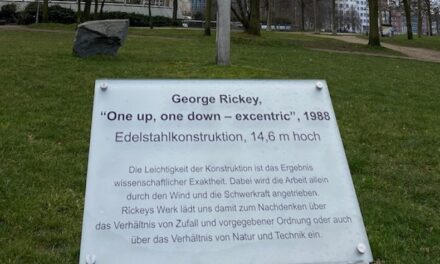 George Rickey,
“One up, one down – excentric”, 1988
Edelstahlkonstruktion, 14,6 m hoch
Die Leichtigkeit der Konstruktion ist das Ergebnis
wissenschaftlicher Exaktheit. Dabei wird die Arbeit allein
durch den Wind und die Schwerkraft angetrieben.
Rickeys Werk lädt uns damit zum Nachdenken über
das Verhältnis von Zufall und vorgegebener Ordnung oder auch
über das Verhältnis von Natur und Technik ein.